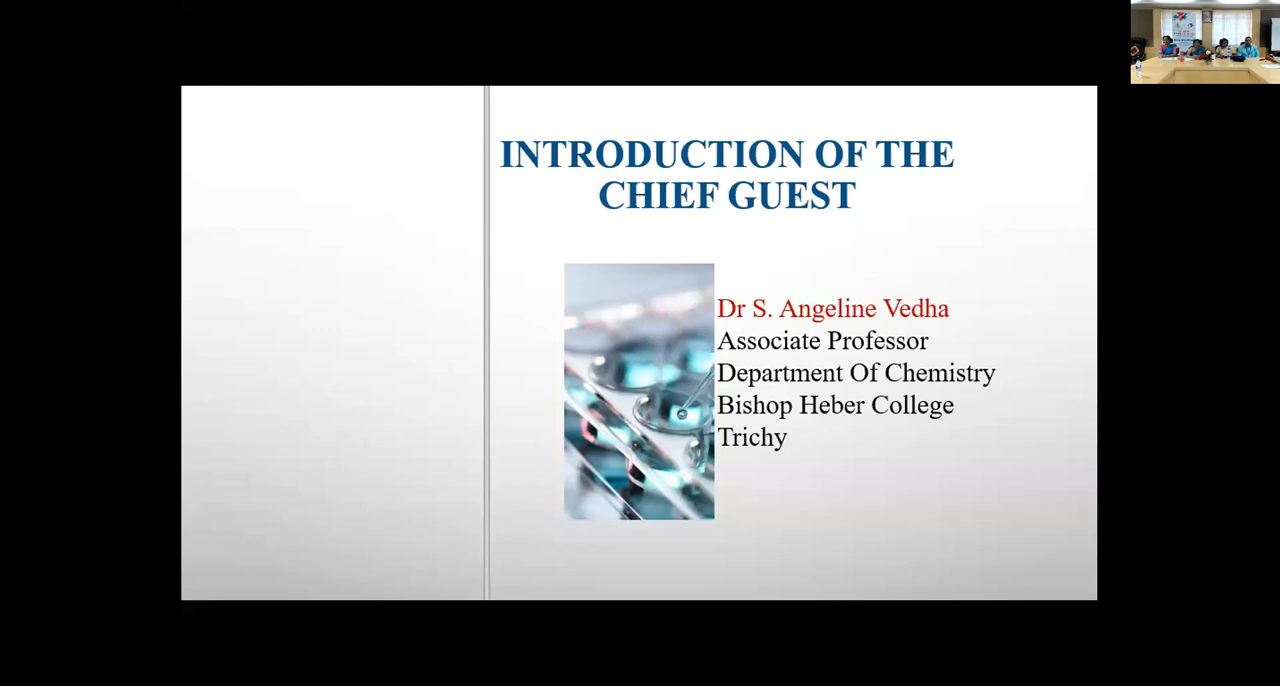 INTRODUCTION OF THE
CHIEF GUEST
Dr S. Angeline Vedha
Associate Professor
Department Of Chemistry
Bishop Heber College
Trichy